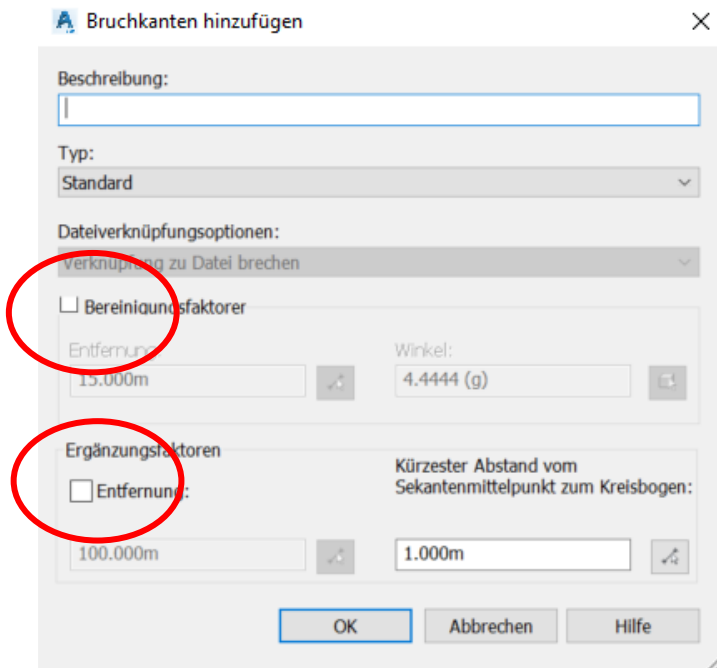 Bruchkanten hinzufügen
Beschreibung:
Typ:
Standard
Dateiverknüpfungsoptionen:
Verknüpfung zu Datei brechen
Bereinigungsfaktorer
Entfernung:
Winkel:
15.000m
4.4444 (g)
Ergänzungsfaktoren
Kürzester Abstand vom
Sekantenmittelpunkt zum Kreisbogen:
Entfernung:
100.000m
1.000m
OK
Abbrechen
Hilfe